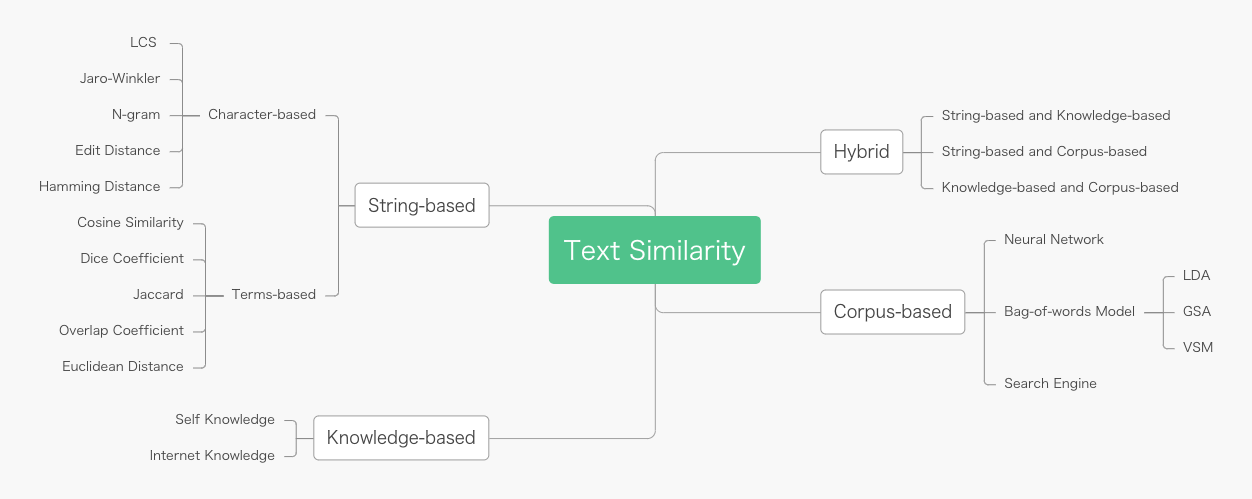 Text Similarity
String-based
Character-based
LCS
Jaro-Winkler
N-gram
Edit Distance
Hamming Distance
Terms-based
Cosine Similarity
Dice Coefficient
Jaccard
Overlap Coefficient
Euclidean Distance
Knowledge-based
Self Knowledge
Internet Knowledge
Hybrid
String-based and Knowledge-based
String-based and Corpus-based
Knowledge-based and Corpus-based
Corpus-based
Neural Network
Bag-of-words Model
LDA
GSA
VSM
Search Engine